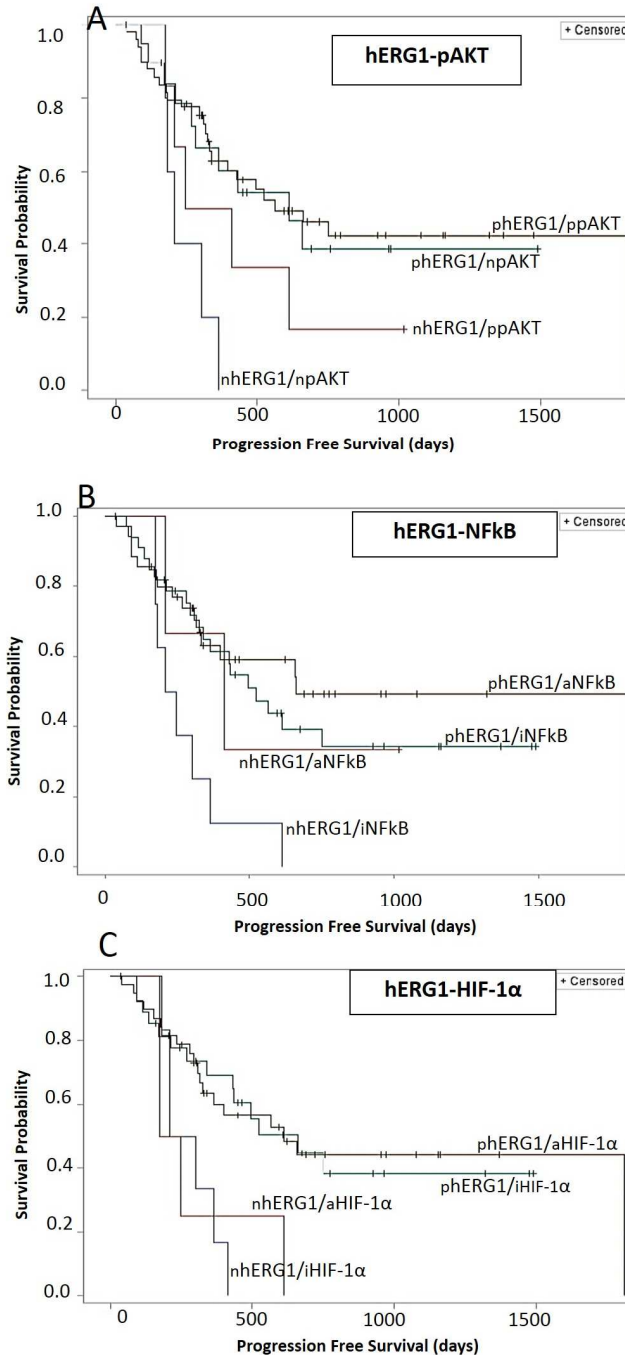 A
hERG1-pAKT
+ Censored
1.0
0.8
0.6
0.4
0.2
0.0
Survival Probability
phERG1/ppAKT
phERG1/npAKT
nhERG1/ppAKT
nhERG1/npAKT
0 500 1000 1500
Progression Free Survival (days)
B
hERG1-NFkB
+ Censored
1.0
0.8
0.6
0.4
0.2
0.0
Survival Probability
phERG1/aNFkB
phERG1/iNFkB
nhERG1/aNFkB
nhERG1/iNFkB
0 500 1000 1500
Progression Free Survival (days)
C
hERG1-HIF-1α
+ Censored
1.0
0.8
0.6
0.4
0.2
0.0
Survival Probability
phERG1/aHIF-1α
phERG1/iHIF-1α
nhERG1/aHIF-1α
nhERG1/iHIF-1α
0 500 1000 1500
Progression Free Survival (days)